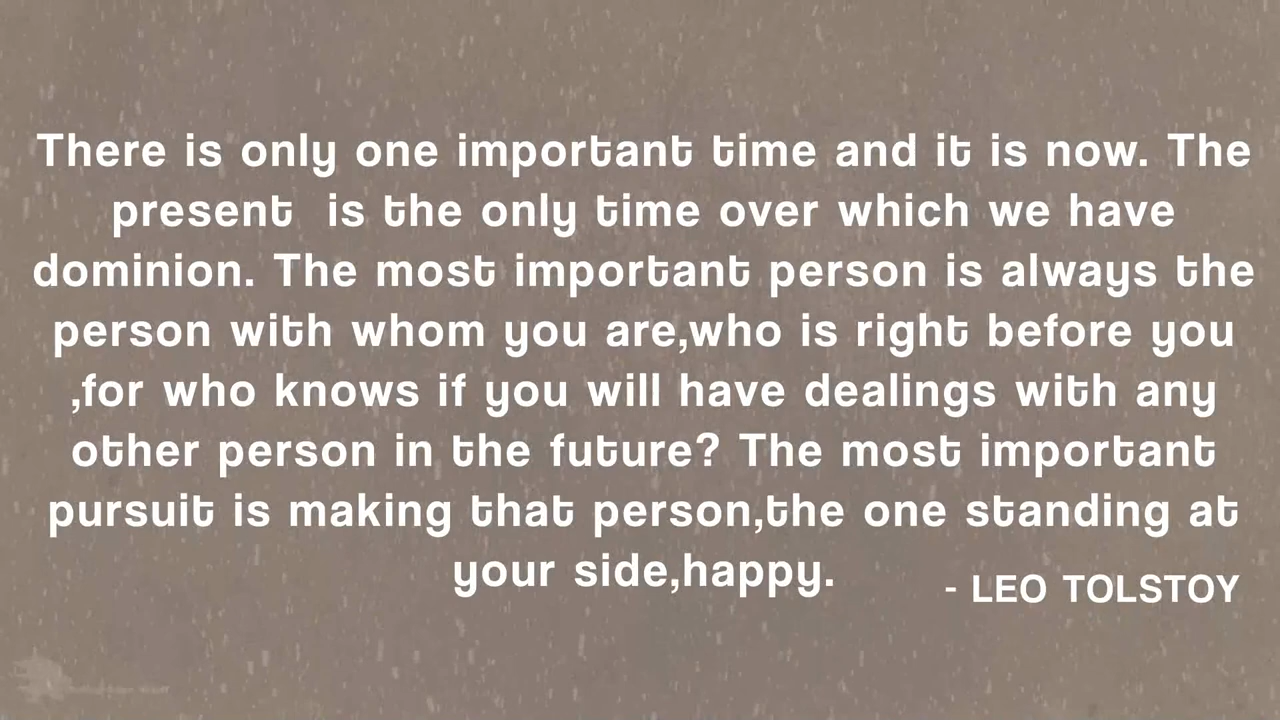 There is only one important time and it is now. The
present  is the only time over which we have
dominion. The most important person is always the
person with whom you are,who is right before you
,for who knows if you will have dealings with any
other person in the future? The most important
pursuit is making that person,the one standing at
your side,happy.
- LEO TOLSTOY